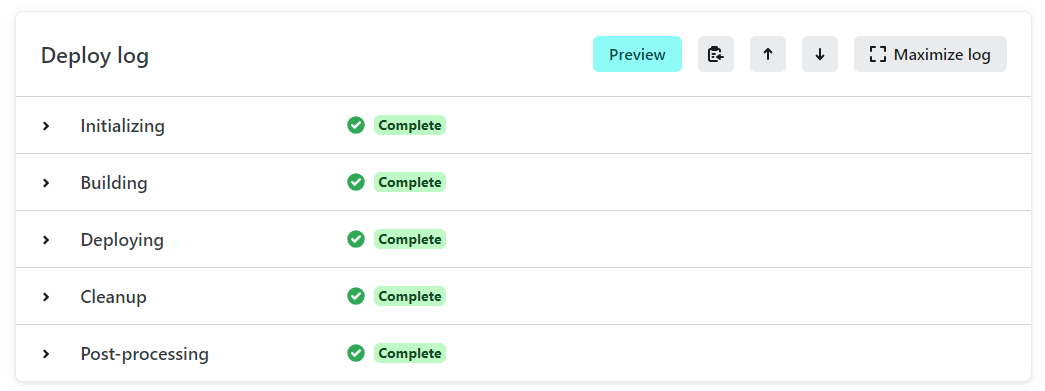 Deploy log
Preview
Maximize log
Initializing
Complete
Building
Complete
Deploying
Complete
Cleanup
Complete
Post-processing
Complete